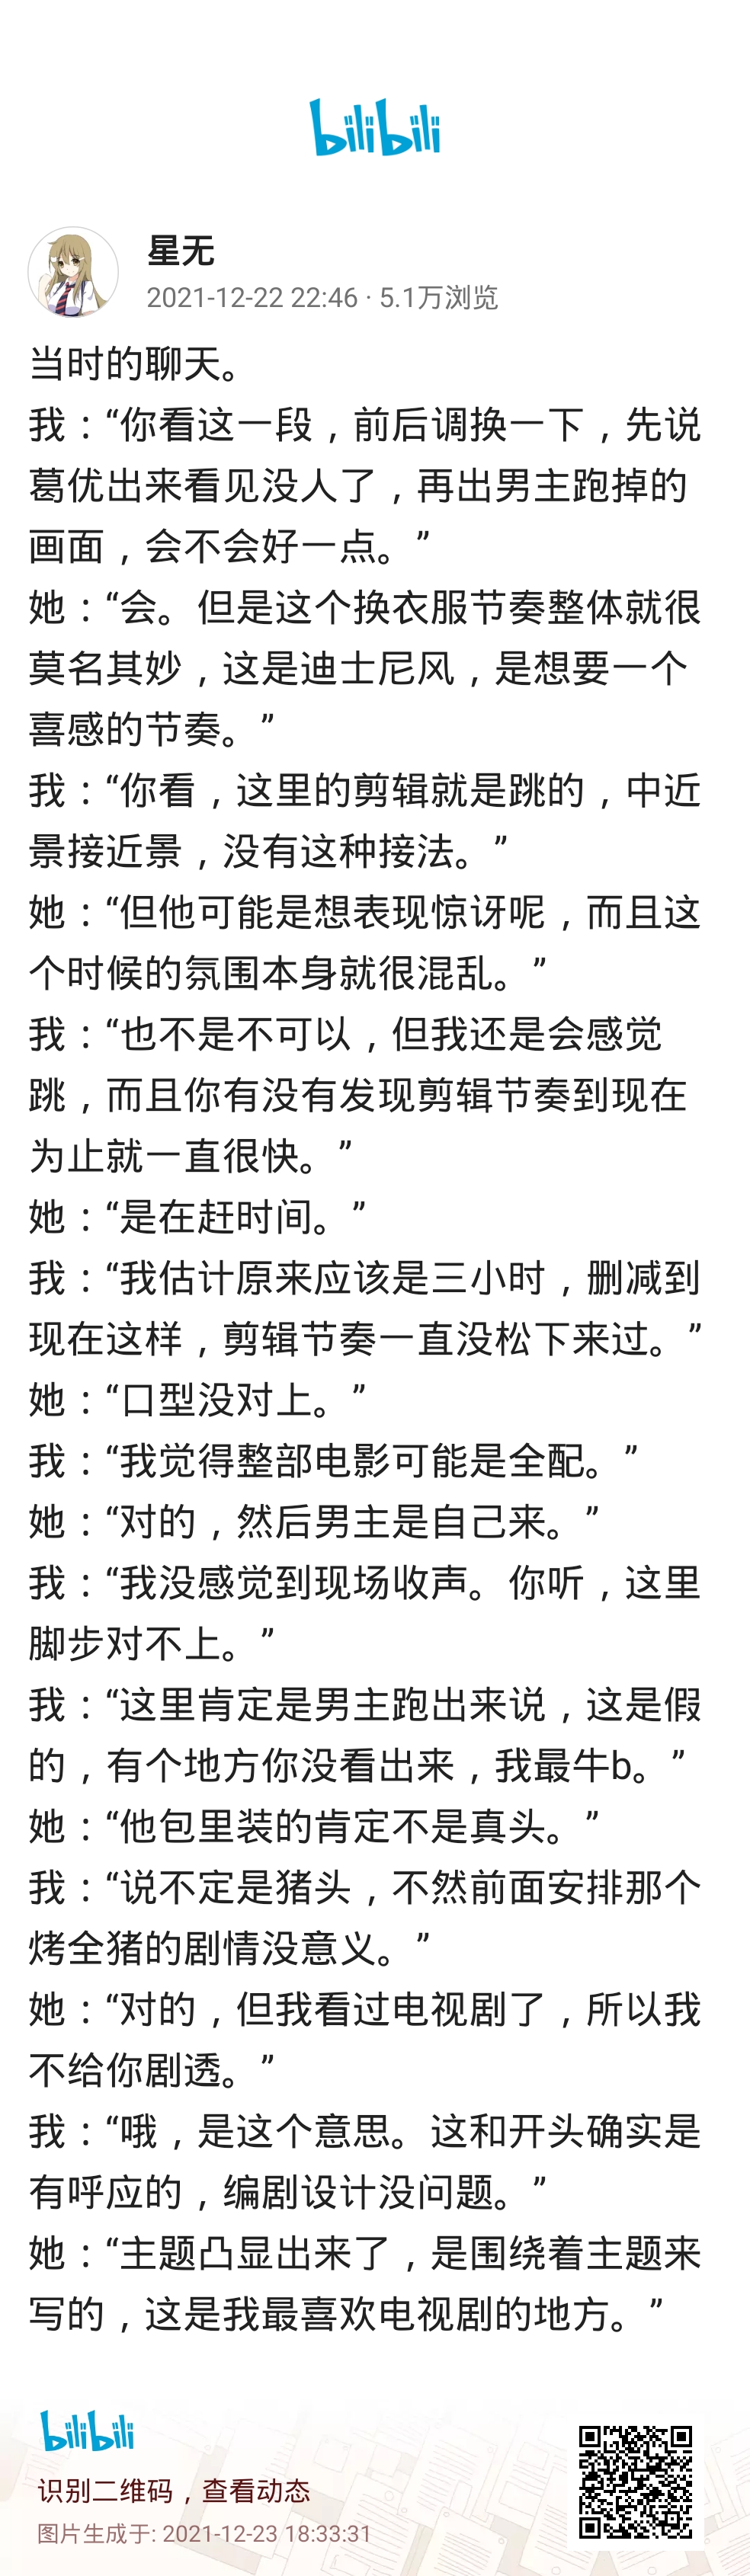 bilibili
星无
2021-12-22 22:46 · 5.1万浏览
当时的聊天。
我：“你看这一段，前后调换一下，先说
葛优出来看见没人了，再出男主跑掉的
画面，会不会好一点。”
她：“会。但是这个换衣服节奏整体就很
莫名其妙，这是迪士尼风，是想要一个
喜感的节奏。”
我：“你看，这里的剪辑就是跳的，中近
景接近景，没有这种接法。”
她：“但他可能是想表现惊讶呢，而且这
个时候的氛围本身就很混乱。”
我：“也不是不可以，但我还是会感觉
跳，而且你有没有发现剪辑节奏到现在
为止就一直很快。”
她：“是在赶时间。”
我：“我估计原来应该是三小时，删减到
现在这样，剪辑节奏一直没松下来过。”
她：“口型没对上。”
我：“我觉得整部电影可能是全配。”
她：“对的，然后男主是自己来。”
我：“我没感觉到现场收声。你听，这里
脚步对不上。”
我：“这里肯定是男主跑出来说，这是假
的，有个地方你没看出来，我最牛b。”
她：“他包里装的肯定不是真头。”
我：“说不定是猪头，不然前面安排那个
烤全猪的剧情没意义。”
她：“对的，但我看过电视剧了，所以我
不给你剧透。”
我：“哦，是这个意思。这和开头确实是
有呼应的，编剧设计没问题。”
她：“主题凸显出来了，是围绕着主题来
写的，这是我最喜欢电视剧的地方。”
bilibili
识别二维码，查看动态
图片生成于: 2021-12-23 18:33:31